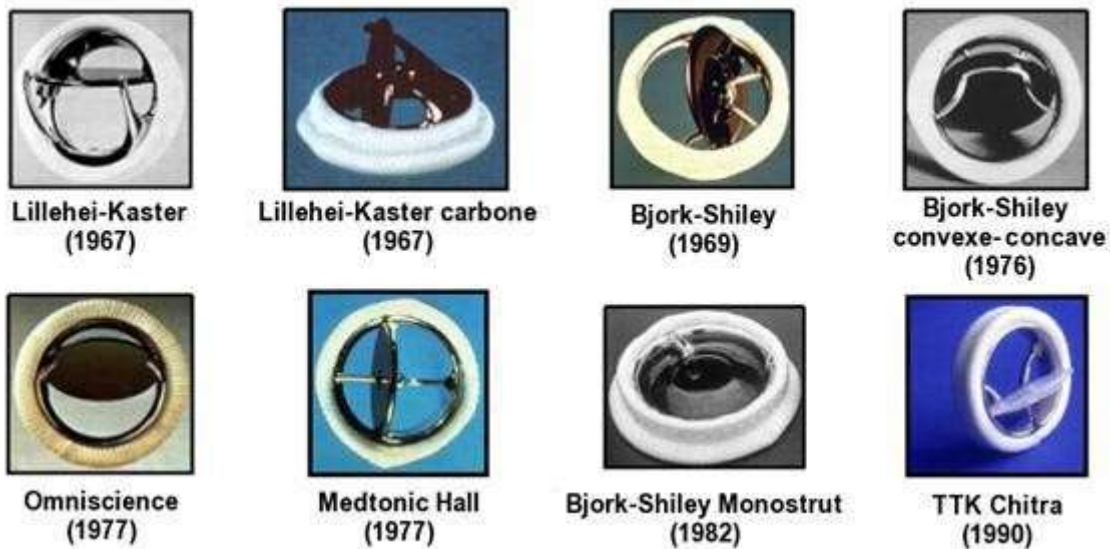 Lillehei-Kaster
(1967)
Lillehei-Kaster carbone
(1967)
Bjork-Shiley
(1969)
Bjork-Shiley
convexe-concave
(1976)
Omniscience
(1977)
Medtonic Hall
(1977)
Bjork-Shiley Monostrut
(1982)
TTK Chitra
(1990)